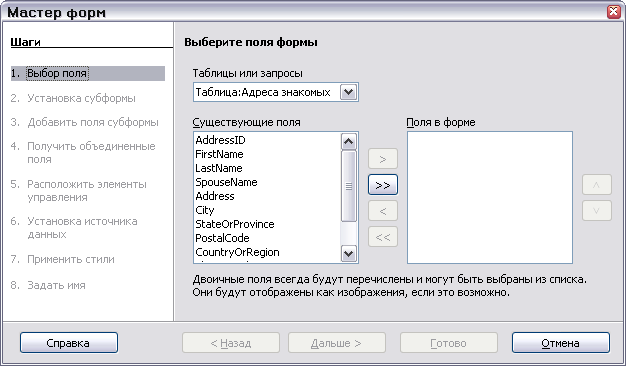 Мастер форм
Шаги
1. Выбор поля
2. Установка субформы
3. Добавить поля субформы
4. Получить объединенные
поля
5. Расположить элементы
управления
6. Установка источника
данных
7. Применить стили
8. Задать имя
Выберите поля формы
Таблицы или запросы
Таблица:Адреса знакомых
Существующие поля
AddressID
FirstName
LastName
SpouseName
Address
City
StateOrProvince
PostalCode
CountryOrRegion
>
>>
<
<<
Поля в форме
^
v
Двоичные поля всегда будут перечислены и могут быть выбраны из списка.
Они будут отображены как изображения, если это возможно.
Справка
< Назад
Дальше >
Готово
Отмена